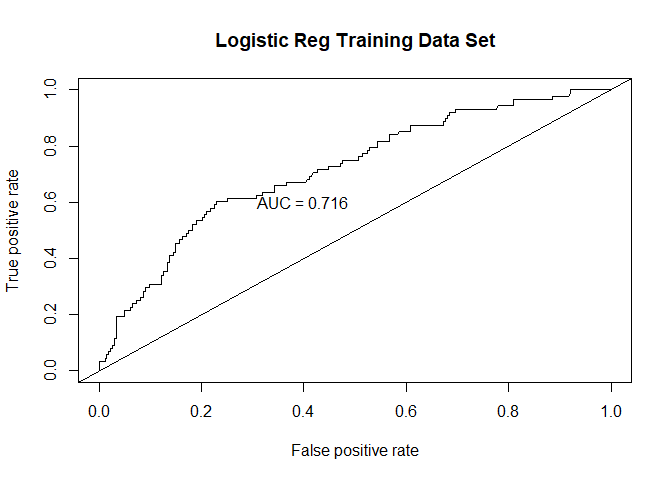 Logistic Reg Training Data Set
True positive rate
1.0
0.8
0.6
0.4
0.2
0.0
AUC = 0.716
0.0 0.2 0.4 0.6 0.8 1.0
False positive rate